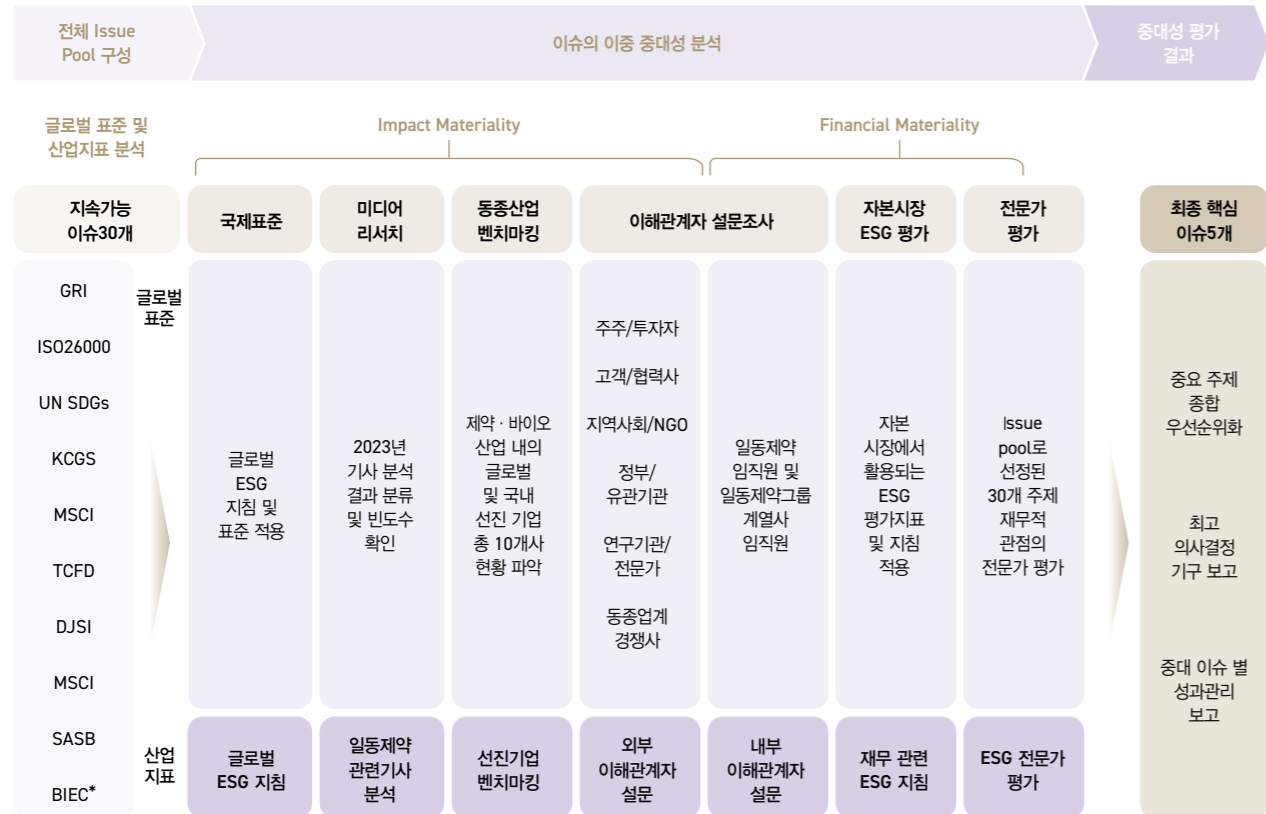 전체 Issue
Pool 구성
이슈의 이중 중대성 분석
중대성 평가
결과
글로벌 표준 및
산업지표 분석
Impact Materiality
Financial Materiality
지속가능
이슈30개
국제표준
미디어
리서치
동종산업
벤치마킹
이해관계자 설문조사
자본시장
ESG 평가
전문가
평가
최종 핵심
이슈5개
GRI
ISO26000
UN SDGs
KCGS
MSCI
TCFD
DJSI
MSCI
SASB
BIEC*
글로벌
표준
산업
지표
글로벌
ESG
지침 및
표준 적용
2023년
기사 분석
결과 분류
및 빈도수
확인
제약 · 바이오
산업 내의
글로벌
및 국내
선진 기업
총 10개사
현황 파악
주주/투자자
고객/협력사
지역사회/NGO
정부/
유관기관
연구기관/
전문가
동종업계
경쟁사
일동제약
임직원 및
일동제약그룹
계열사
임직원
자본
시장에서
활용되는
ESG
평가지표
및 지침
적용
Issue
pool로
선정된
30개 주제
재무적
관점의
전문가 평가
중요 주제
종합
우선순위화
최고
의사결정
기구 보고
중대 이슈 별
성과관리
보고
글로벌
ESG 지침
일동제약
관련기사
분석
선진기업
벤치마킹
외부
이해관계자
설문
내부
이해관계자
설문
재무 관련
ESG 지침
ESG 전문가
평가